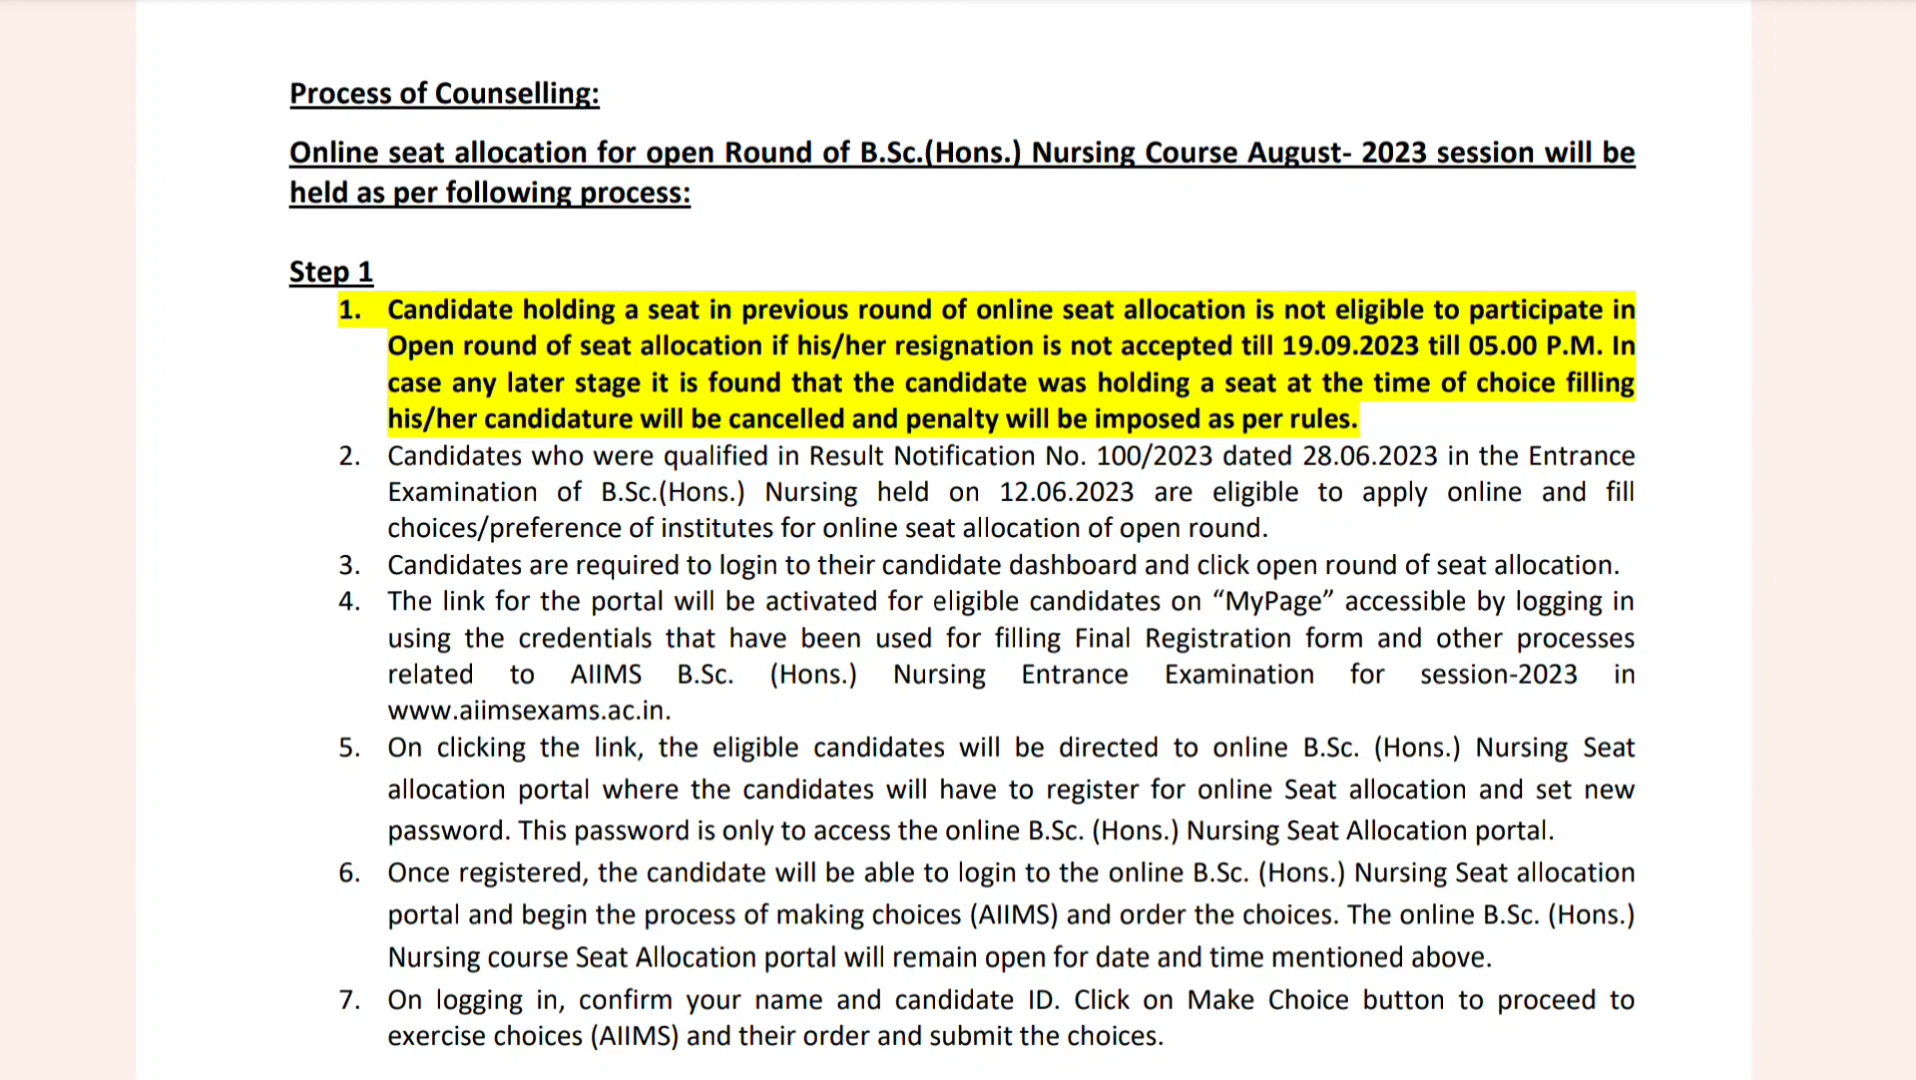 Process of Counselling:
Online seat allocation for open Round of B.Sc.(Hons.) Nursing Course August- 2023 session will be
held as per following process:
Step 1
1. Candidate holding a seat in previous round of online seat allocation is not eligible to participate in
Open round of seat allocation if his/her resignation is not accepted till 19.09.2023 till 05.00 P.M. In
case any later stage it is found that the candidate was holding a seat at the time of choice filling
his/her candidature will be cancelled and penalty will be imposed as per rules.
2. Candidates who were qualified in Result Notification No. 100/2023 dated 28.06.2023 in the Entrance
Examination of B.Sc.(Hons.) Nursing held on 12.06.2023 are eligible to apply online and fill
choices/preference of institutes for online seat allocation of open round.
3. Candidates are required to login to their candidate dashboard and click open round of seat allocation.
4. The link for the portal will be activated for eligible candidates on “MyPage” accessible by logging in
using the credentials that have been used for filling Final Registration form and other processes
related to AIIMS B.Sc. (Hons.) Nursing Entrance Examination for session-2023 in
www.aiimsexams.ac.in.
5. On clicking the link, the eligible candidates will be directed to online B.Sc. (Hons.) Nursing Seat
allocation portal where the candidates will have to register for online Seat allocation and set new
password. This password is only to access the online B.Sc. (Hons.) Nursing Seat Allocation portal.
6. Once registered, the candidate will be able to login to the online B.Sc. (Hons.) Nursing Seat allocation
portal and begin the process of making choices (AIIMS) and order the choices. The online B.Sc. (Hons.)
Nursing course Seat Allocation portal will remain open for date and time mentioned above.
7. On logging in, confirm your name and candidate ID. Click on Make Choice button to proceed to
exercise choices (AIIMS) and their order and submit the choices.